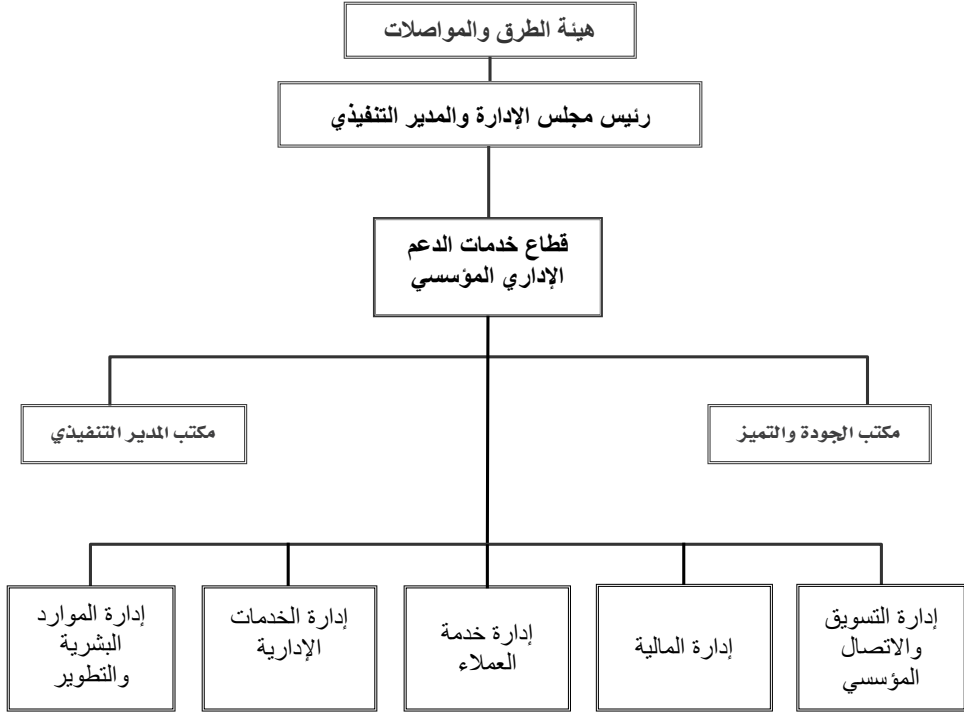 هيئة الطرق والمواصلات
رئيس مجلس الإدارة والمدير التنفيذي
قطاع خدمات الدعم
الإداري المؤسسي
مكتب الجودة والتميز
مكتب المدير التنفيذي
إدارة التسويق
والاتصال
المؤسسي
إدارة المالية
إدارة خدمة
العملاء
إدارة الخدمات
الإدارية
إدارة الموارد
البشرية
والتطوير